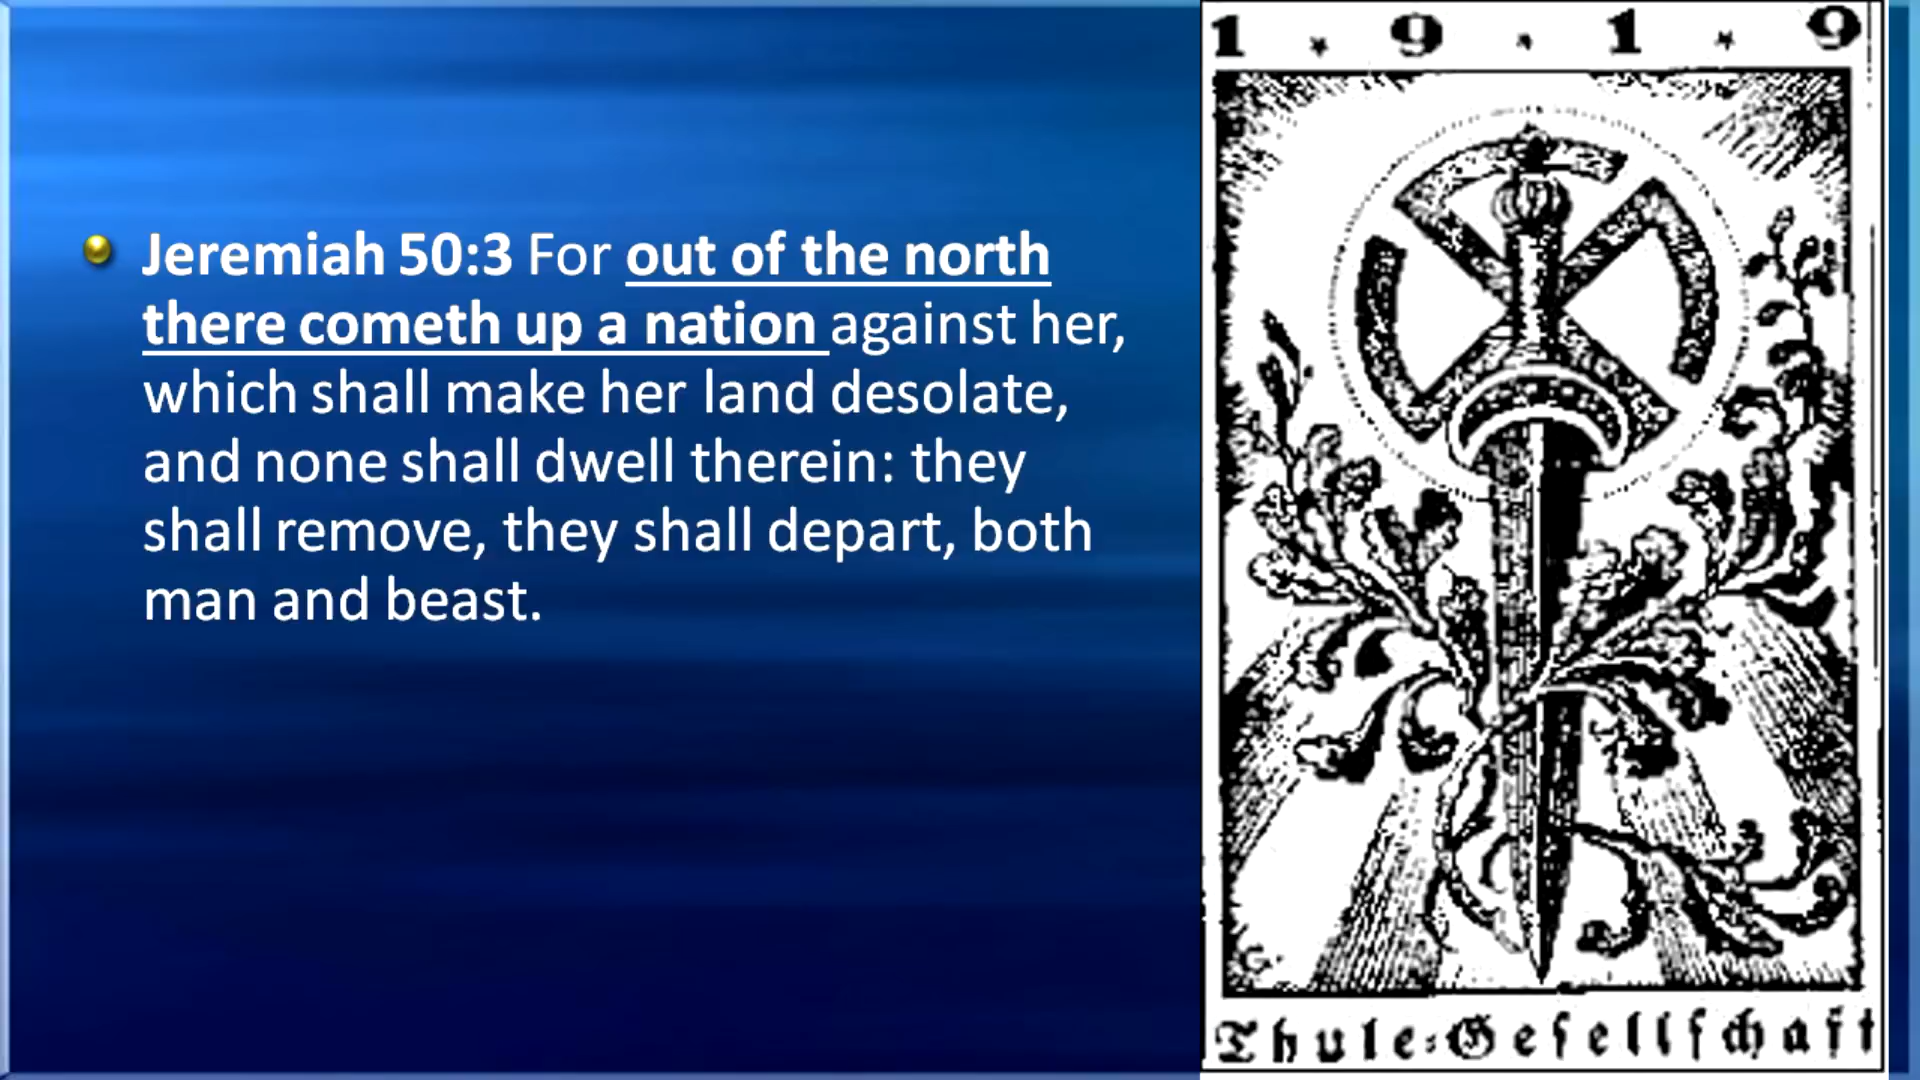 Jeremiah 50:3 For out of the north
there cometh up a nation against her,
which shall make her land desolate,
and none shall dwell therein: they
shall remove, they shall depart, both
man and beast.
1 ⋆ 9 ⋆ 1 ⋆ 9
Thule=Geſellſchaft